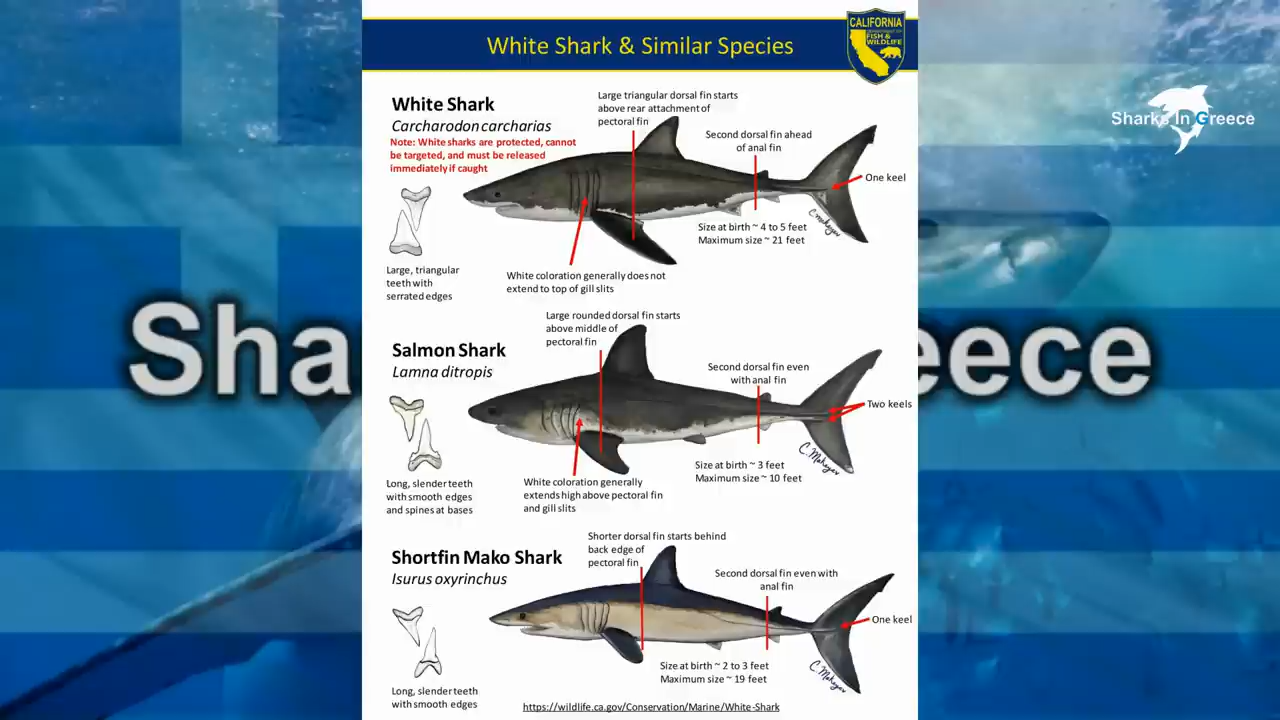 White Shark & Similar Species
CALIFORNIA
DEPARTMENT OF
FISH &
WILDLIFE
Sharks In Greece
White Shark
Carcharodon carcharias
Note: White sharks are protected, cannot
be targeted, and must be released
immediately if caught
Large, triangular
teeth with
serrated edges
Large triangular dorsal fin starts
above rear attachment of
pectoral fin
Second dorsal fin ahead
of anal fin
One keel
C. Makeyev
Size at birth ~ 4 to 5 feet
Maximum size ~ 21 feet
White coloration generally does not
extend to top of gill slits
Sha
eece
Salmon Shark
Lamna ditropis
Long, slender teeth
with smooth edges
and spines at bases
Large rounded dorsal fin starts
above middle of
pectoral fin
Second dorsal fin even
with anal fin
Two keels
C. Makeyev
Size at birth ~ 3 feet
Maximum size ~ 10 feet
White coloration generally
extends high above pectoral fin
and gill slits
Shortfin Mako Shark
Isurus oxyrinchus
Long, slender teeth
with smooth edges
Shorter dorsal fin starts behind
back edge of
pectoral fin
Second dorsal fin even with
anal fin
One keel
C. Makeyev
Size at birth ~ 2 to 3 feet
Maximum size ~ 19 feet
https://wildlife.ca.gov/Conservation/Marine/White-Shark